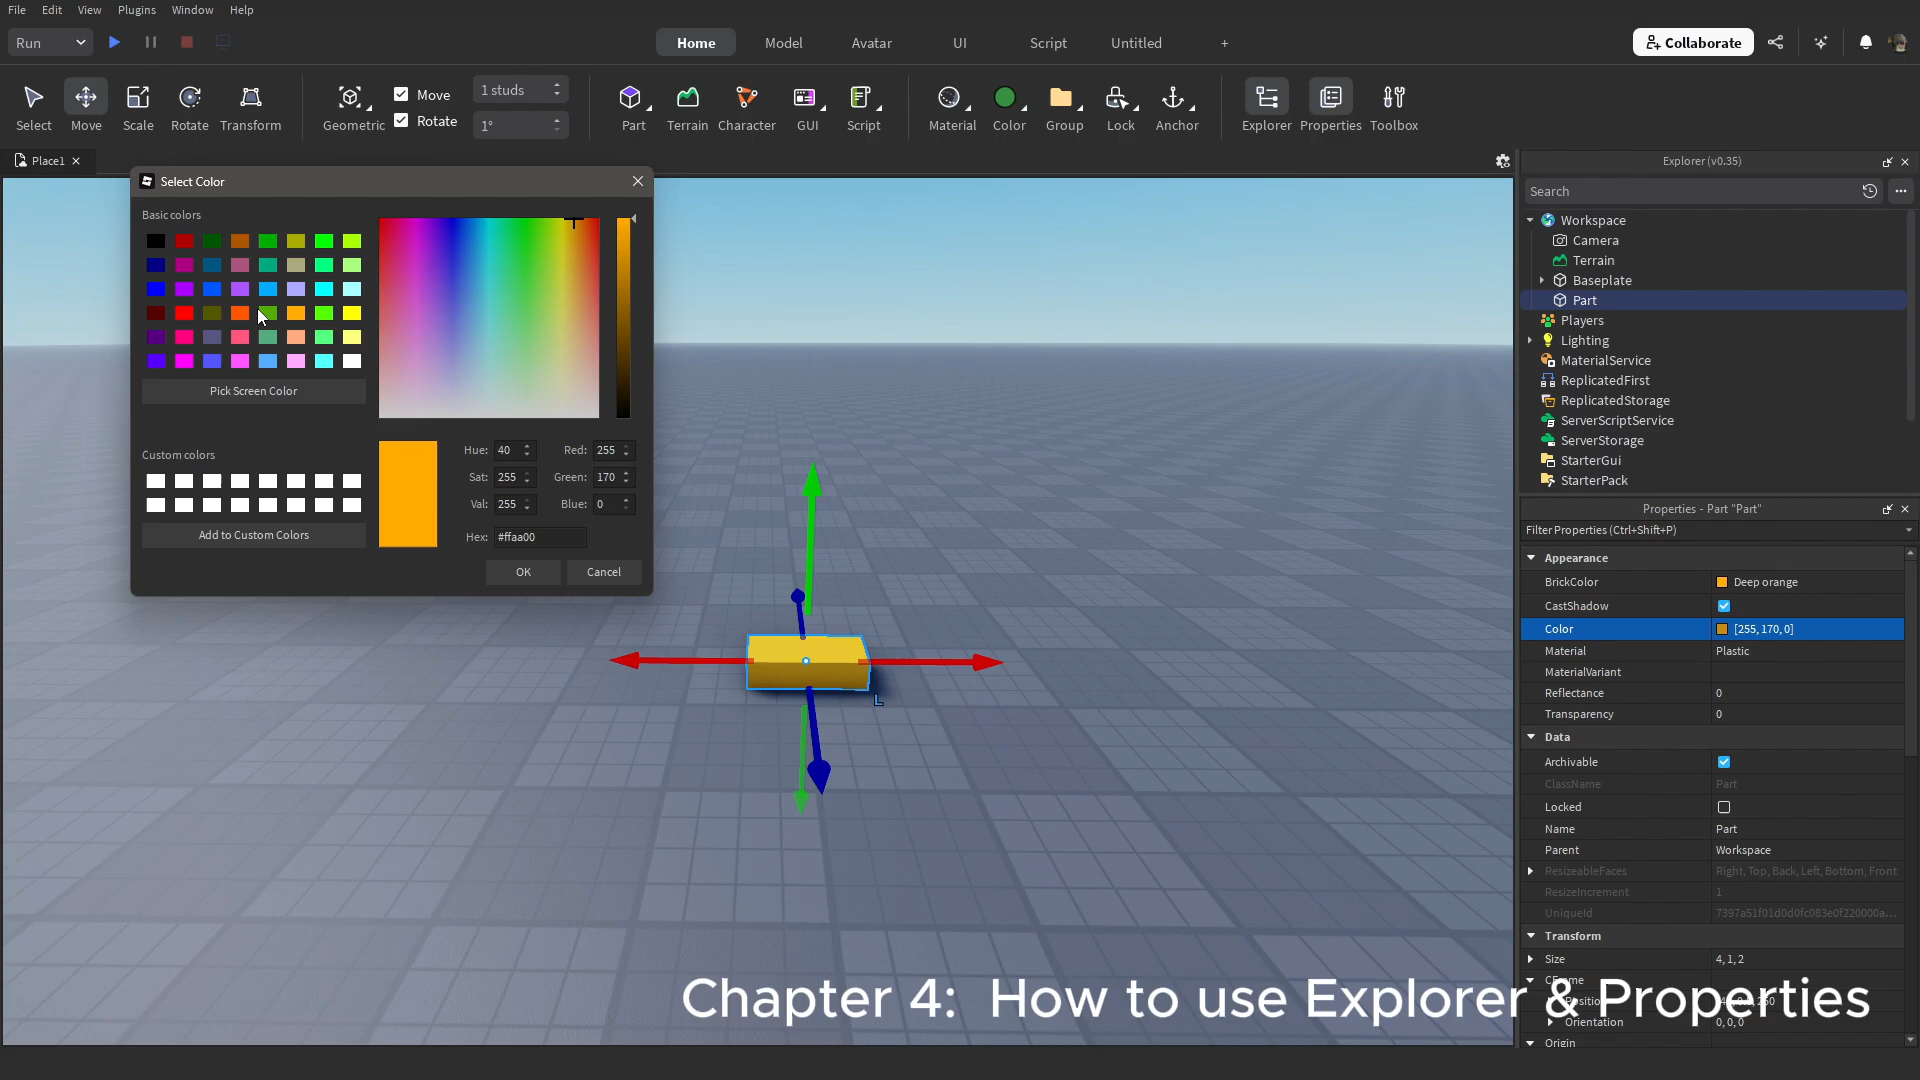 File Edit View Plugins Window Help
Run Home Model Avatar UI Script Untitled + Collaborate
Select Move Scale Rotate Transform Geometric Move Rotate 1 studs 1° Part Terrain Character GUI Script Material Color Group Lock Anchor Explorer Properties Toolbox
Place1
Select Color
Basic colors
Pick Screen Color
Custom colors
Add to Custom Colors
Hue: 40 Red: 255
Sat: 255 Green: 170
Val: 255 Blue: 0
Hex: #ffaa00
OK Cancel
Explorer (v0.35)
Search
Workspace
Camera
Terrain
Baseplate
Part
Players
Lighting
MaterialService
ReplicatedFirst
ReplicatedStorage
ServerScriptService
ServerStorage
StarterGui
StarterPack
Properties - Part "Part"
Filter Properties (Ctrl+Shift+P)
Appearance
BrickColor Deep orange
CastShadow
Color [255, 170, 0]
Material Plastic
MaterialVariant
Reflectance 0
Transparency 0
Data
Archivable
ClassName Part
Locked
Name Part
Parent Workspace
ResizeableFaces Right, Top, Back, Left, Bottom, Front
ResizeIncrement 1
UniqueId 7397a51f01d0d0fc083e0f220000a...
Transform
Size 4, 1, 2
CFrame
Position
Orientation 0, 0, 0
Origin
L
Chapter 4: How to use Explorer & Properties